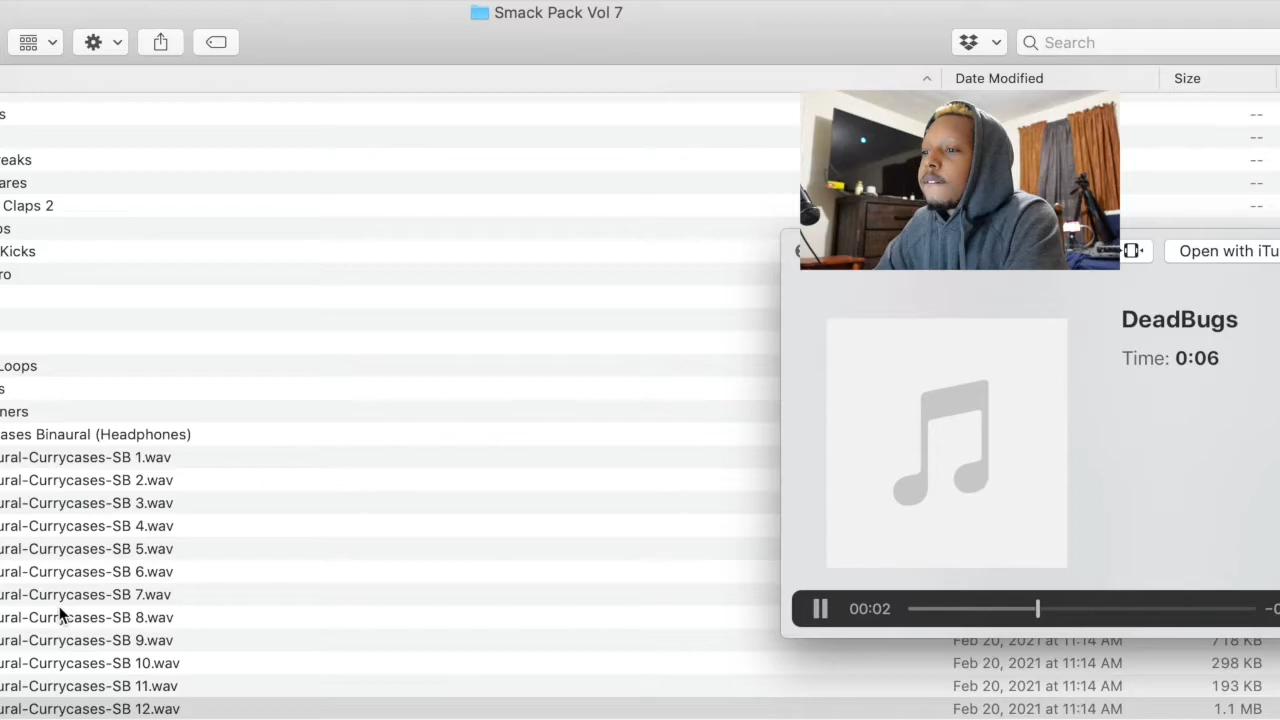 Smack Pack Vol 7
Search
Date Modified
Size
s
--
--
eaks
--
ares
--
Claps 2
--
os
Kicks
ro
Open with iTu
DeadBugs
Time: 0:06
Loops
s
ners
ases Binaural (Headphones)
ural-Currycases-SB 1.wav
ural-Currycases-SB 2.wav
ural-Currycases-SB 3.wav
ural-Currycases-SB 4.wav
ural-Currycases-SB 5.wav
ural-Currycases-SB 6.wav
ural-Currycases-SB 7.wav
00:02
ural-Currycases-SB 8.wav
ural-Currycases-SB 9.wav
Feb 20, 2021 at 11:14 AM
718 KB
ural-Currycases-SB 10.wav
Feb 20, 2021 at 11:14 AM
298 KB
ural-Currycases-SB 11.wav
Feb 20, 2021 at 11:14 AM
193 KB
ural-Currycases-SB 12.wav
Feb 20, 2021 at 11:14 AM
1.1 MB